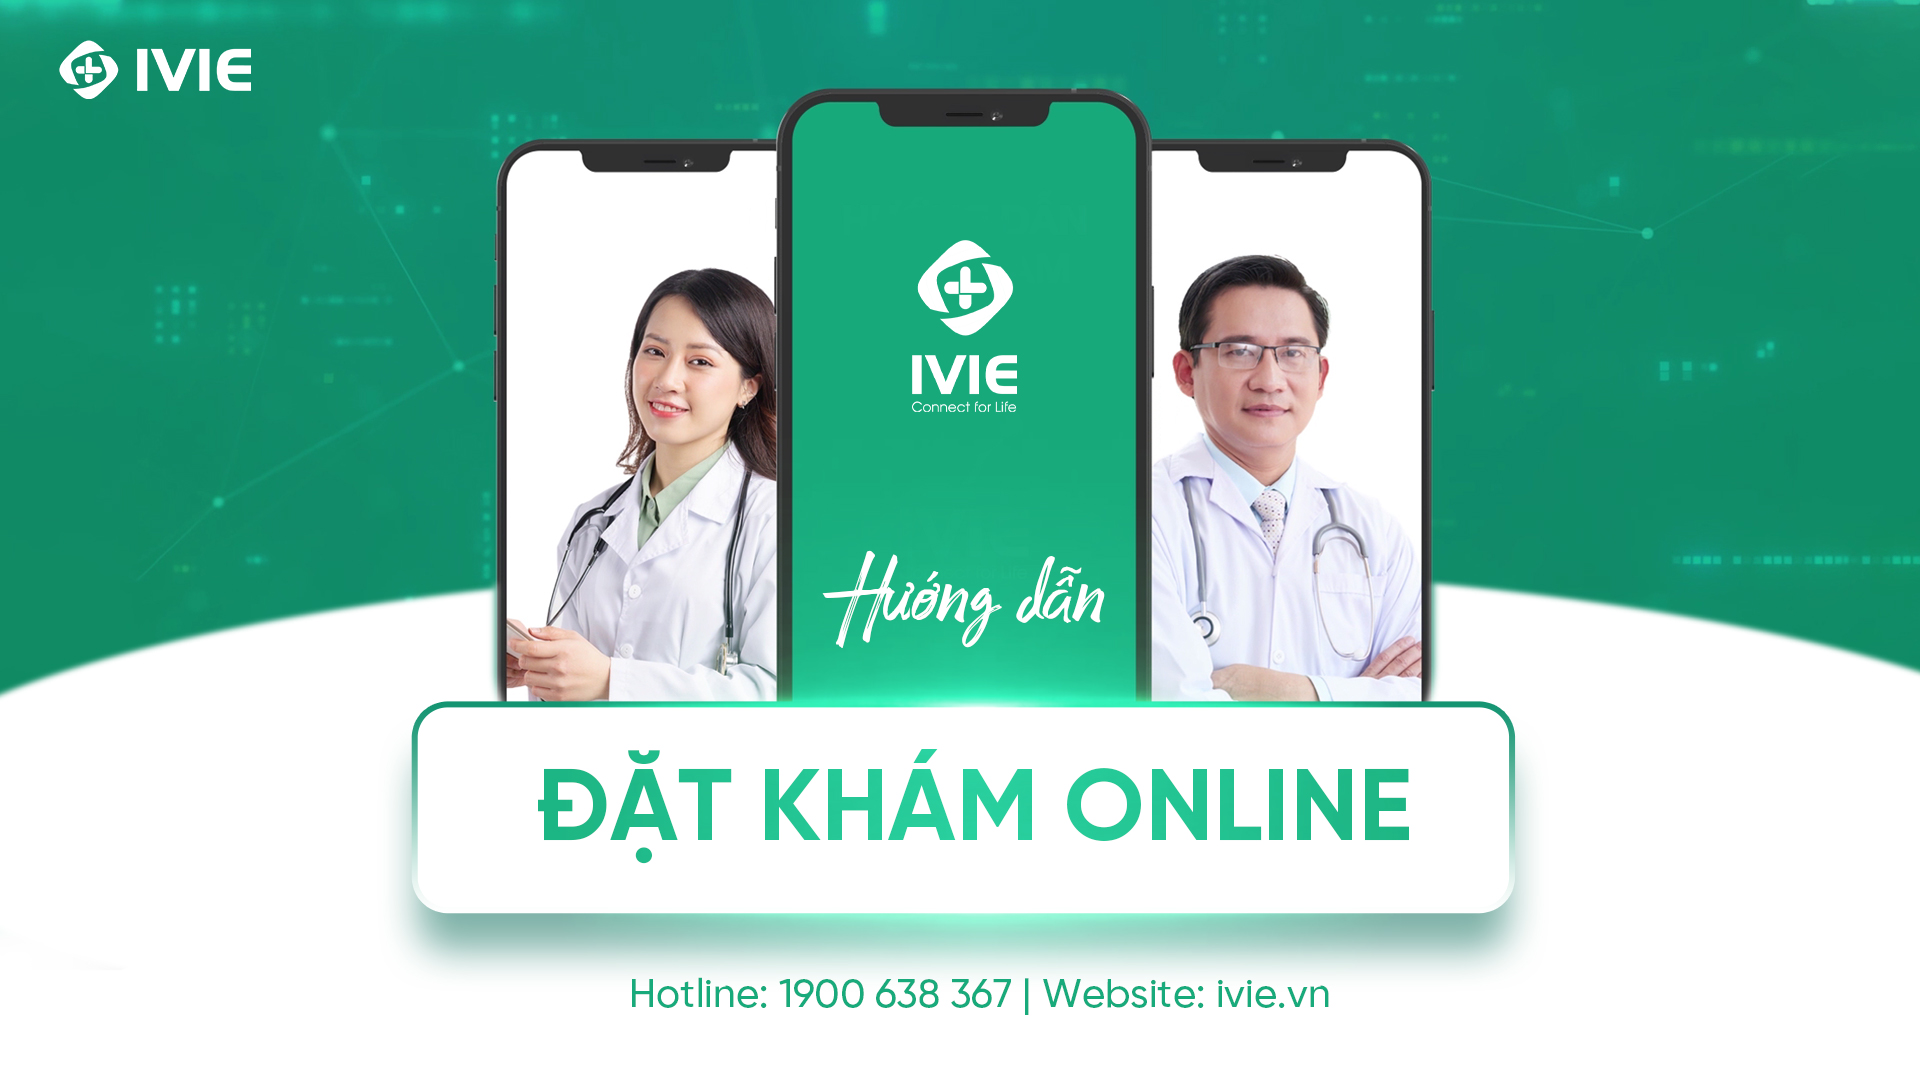 IVIE
IVIE
Connect for Life
Hướng dẫn
ĐẶT KHÁM ONLINE
Hotline: 1900 638 367 | Website: ivie.vn